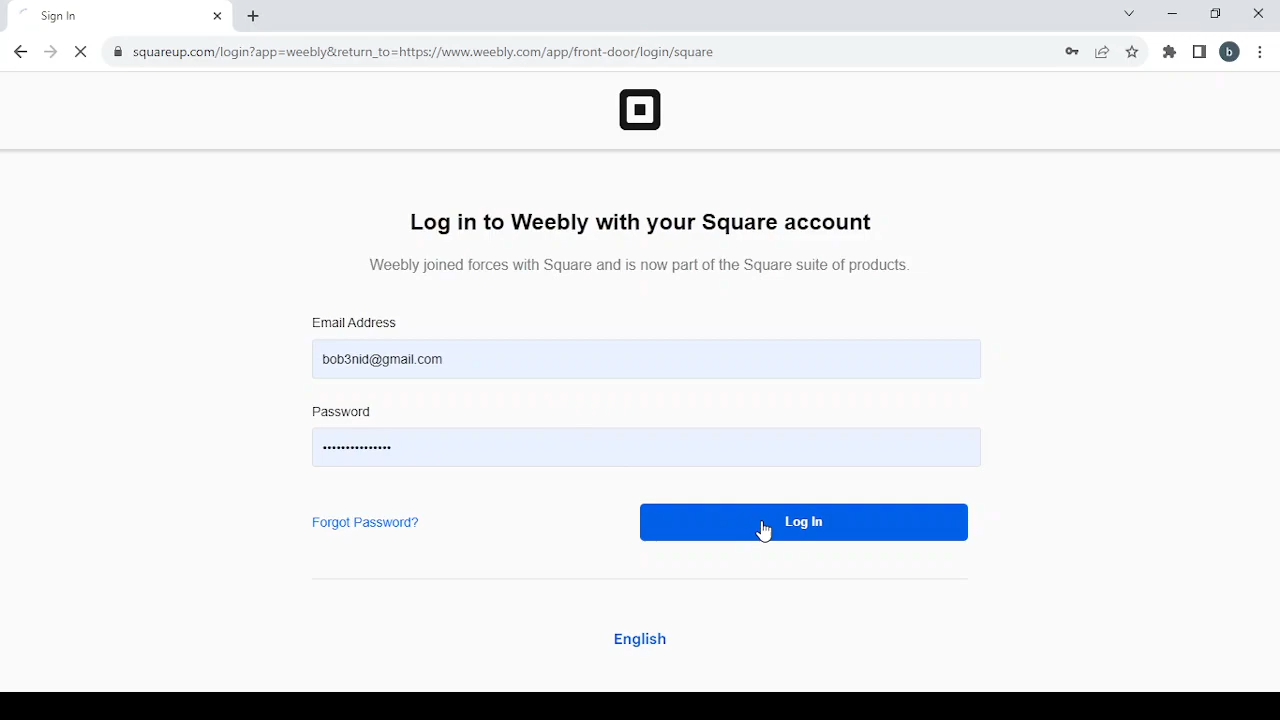 Sign In
squareup.com/login?app=weebly&return_to=https://www.weebly.com/app/front-door/login/square
b
Log in to Weebly with your Square account
Weebly joined forces with Square and is now part of the Square suite of products.
Email Address
bob3nid@gmail.com
Password
•••••••••••••••
Forgot Password?
Log In
English